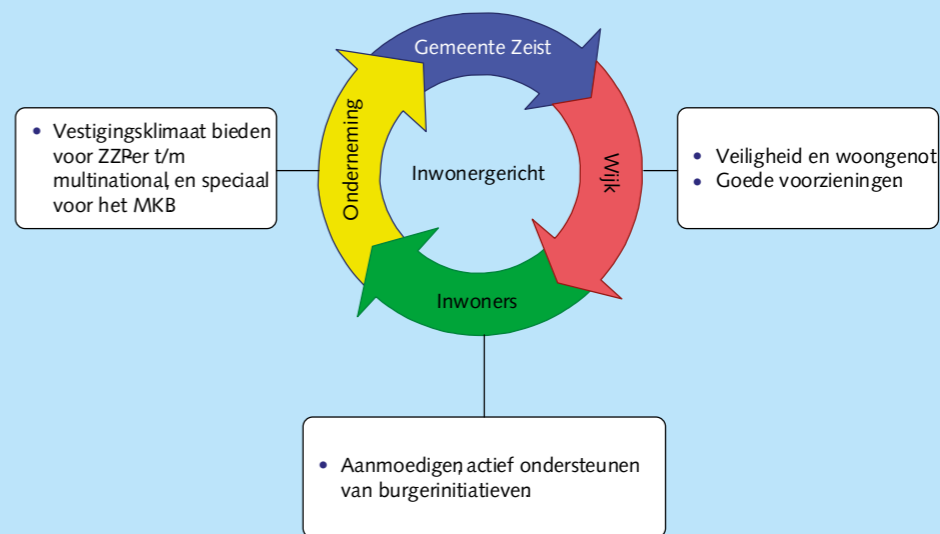 Gemeente Zeist
• Vestigingsklimaat bieden
voor ZZPer t/m
multinational, en speciaal
voor het MKB
Onderneming
Inwonergericht
Wijk
• Veiligheid en woongenot
• Goede voorzieningen
Inwoners
• Aanmoedigen, actief ondersteunen
van burgerinitiatieven